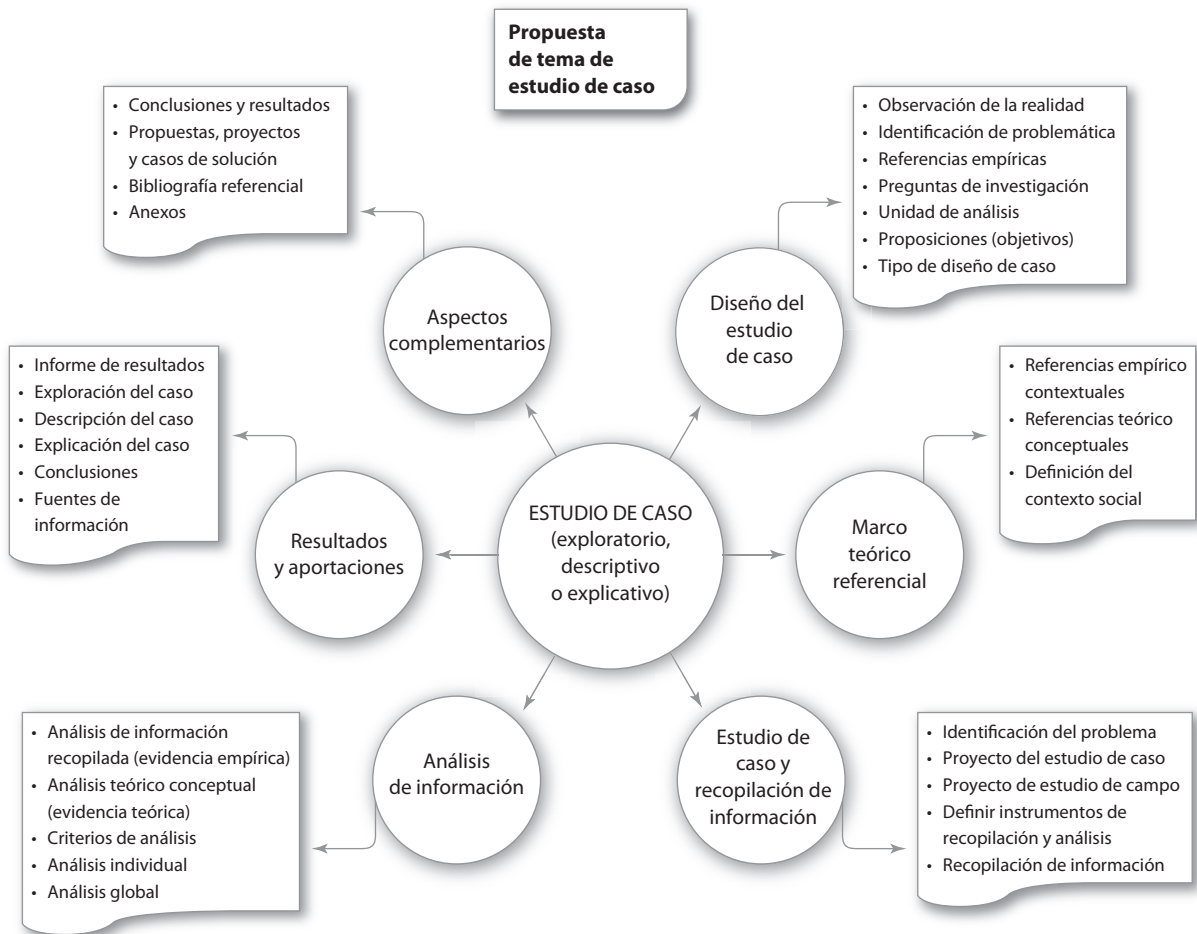 Propuesta
de tema de
estudio de caso
• Conclusiones y resultados
• Propuestas, proyectos
y casos de solución
• Bibliografía referencial
• Anexos
• Observación de la realidad
• Identificación de problemática
• Referencias empíricas
• Preguntas de investigación
• Unidad de análisis
• Proposiciones (objetivos)
• Tipo de diseño de caso
Aspectos
complementarios
Diseño del
estudio
de caso
• Informe de resultados
• Exploración del caso
• Descripción del caso
• Explicación del caso
• Conclusiones
• Fuentes de
información
• Referencias empírico
contextuales
• Referencias teórico
conceptuales
• Definición del
contexto social
Resultados
y aportaciones
ESTUDIO DE CASO
(exploratorio,
descriptivo
o explicativo)
Marco
teórico
referencial
• Análisis de información
recopilada (evidencia empírica)
• Análisis teórico conceptual
(evidencia teórica)
• Criterios de análisis
• Análisis individual
• Análisis global
Análisis
de información
Estudio de
caso y
recopilación de
información
• Identificación del problema
• Proyecto del estudio de caso
• Proyecto de estudio de campo
• Definir instrumentos de
recopilación y análisis
• Recopilación de información